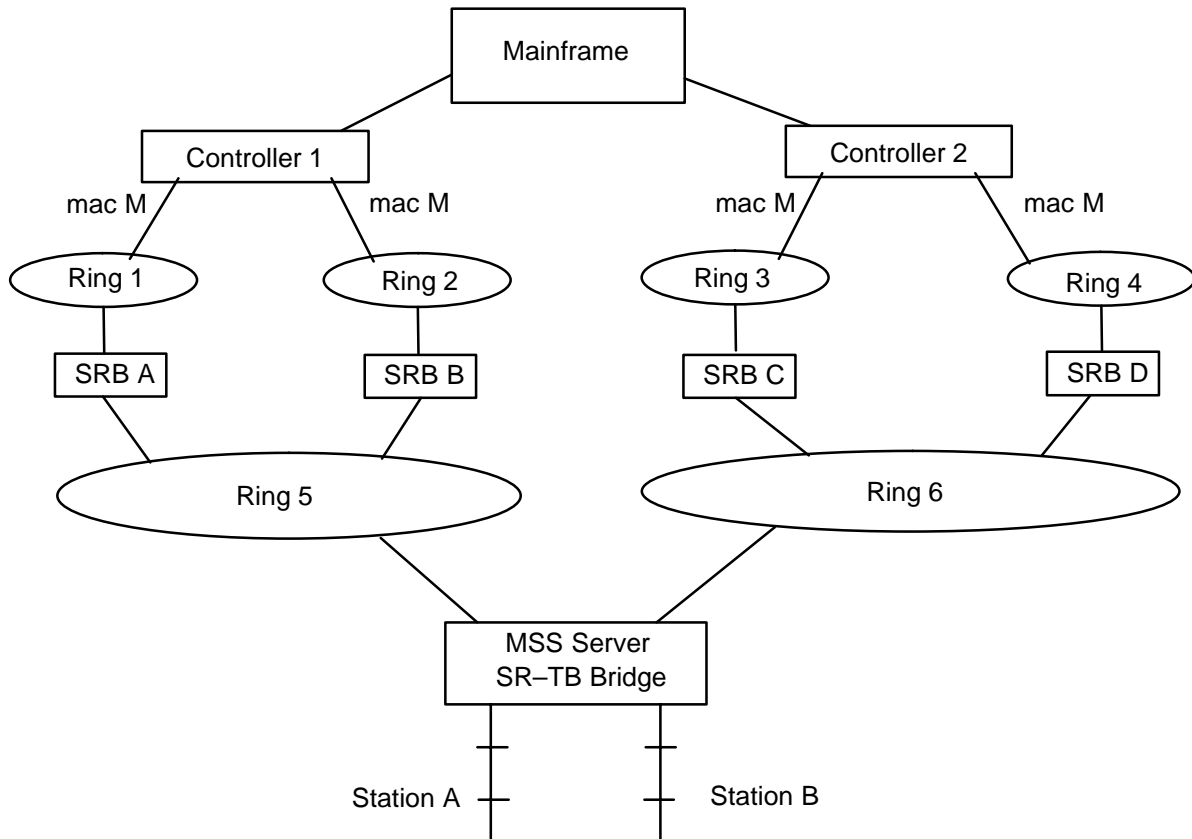 Mainframe
Controller 1
Controller 2
mac M
mac M
mac M
mac M
Ring 1
Ring 2
Ring 3
Ring 4
SRB A
SRB B
SRB C
SRB D
Ring 5
Ring 6
MSS Server
SR–TB Bridge
Station A
Station B